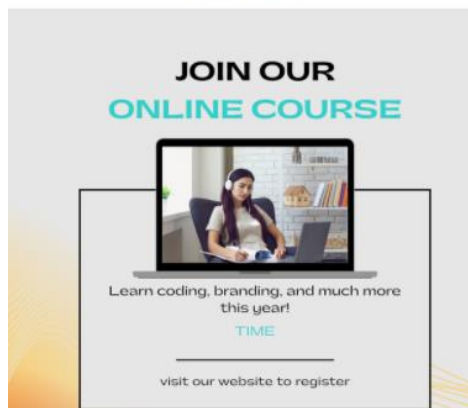 JOIN OUR
ONLINE COURSE
Learn coding, branding, and much more
this year!
TIME
visit our website to register